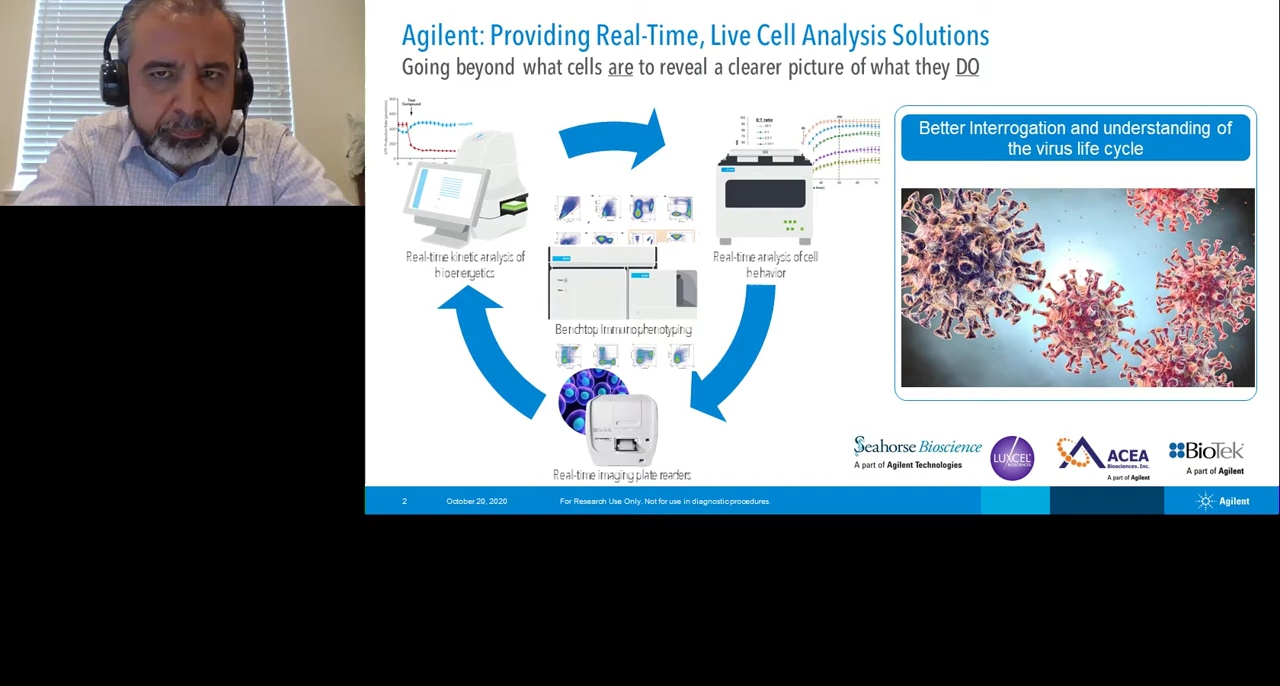 Agilent: Providing Real-Time, Live Cell Analysis Solutions
Going beyond what cells are to reveal a clearer picture of what they DO
Test
Compound
E:T ratio
Better Interrogation and understanding of
the virus life cycle
Real-time kinetic analysis of
bioenergetics
Real-time analysis of cell
behavior
Benchtop Immunophenotyping
Real-time imaging plate readers
Seahorse Bioscience
A part of Agilent Technologies
LUXCEL
BIOSCIENCES
ACEA
Biosciences, Inc.
A part of Agilent
BioTek
A part of Agilent
2 October 20, 2020 For Research Use Only. Not for use in diagnostic procedures.
Agilent